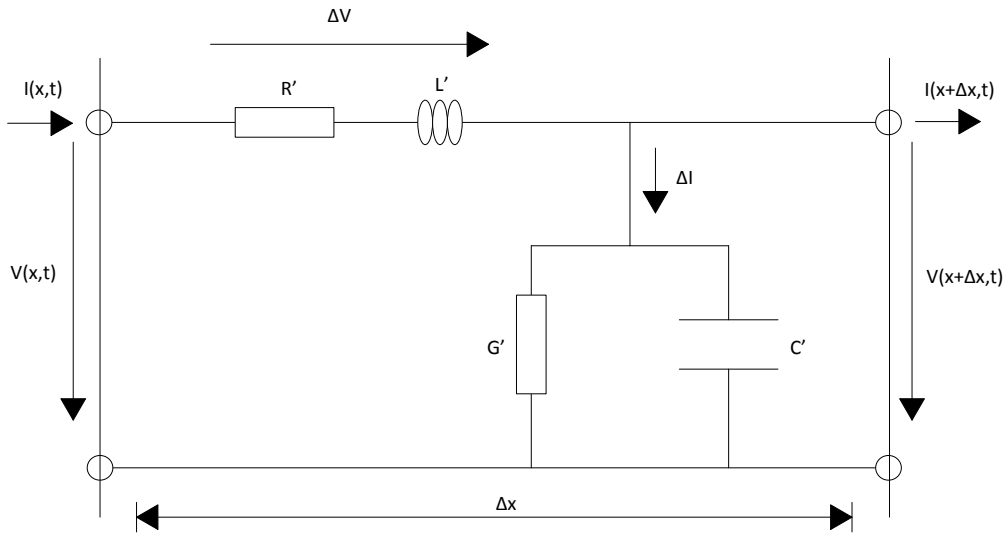 ΔV
I(x,t)
R’
L’
I(x+Δx,t)
ΔI
V(x,t)
V(x+Δx,t)
G’
C’
Δx